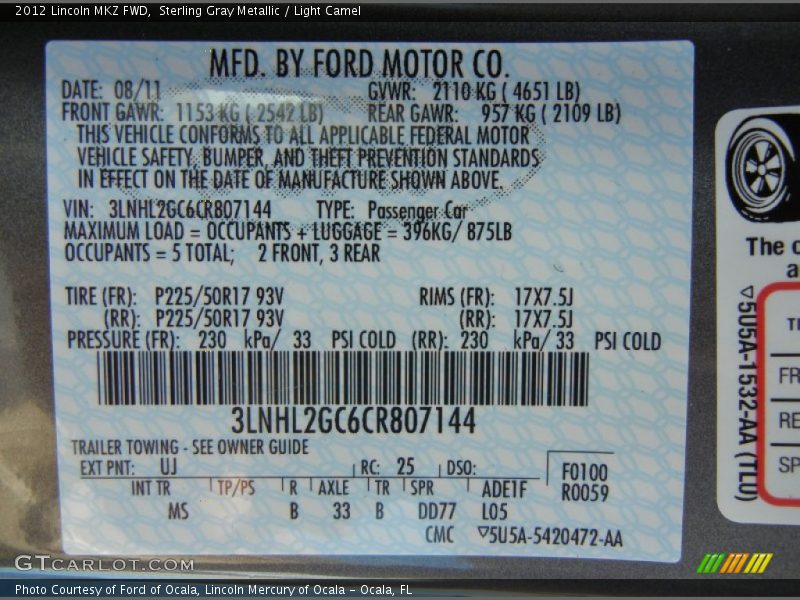 2012 Lincoln MKZ FWD, Sterling Gray Metallic / Light Camel
MFD. BY FORD MOTOR CO.
DATE: 08/11 GVWR: 2110 KG ( 4651 LB)
FRONT GAWR: 1153 KG ( 2542 LB) REAR GAWR: 957 KG ( 2109 LB)
THIS VEHICLE CONFORMS TO ALL APPLICABLE FEDERAL MOTOR
VEHICLE SAFETY, BUMPER, AND THEFT PREVENTION STANDARDS
IN EFFECT ON THE DATE OF MANUFACTURE SHOWN ABOVE.
VIN: 3LNHL2GC6CR807144 TYPE: Passenger Car
MAXIMUM LOAD = OCCUPANTS + LUGGAGE = 396KG/ 875LB
OCCUPANTS = 5 TOTAL; 2 FRONT, 3 REAR
TIRE (FR): P225/50R17 93V RIMS (FR): 17X7.5J
(RR): P225/50R17 93V (RR): 17X7.5J
PRESSURE (FR): 230 kPa/ 33 PSI COLD (RR): 230 kPa/ 33 PSI COLD
3LNHL2GC6CR807144
TRAILER TOWING - SEE OWNER GUIDE
EXT PNT: UJ RC: 25 DSO: F0100
INT TR TP/PS R AXLE TR SPR ADE1F R0059
MS B 33 B DD77 L05
CMC ▽5U5A-5420472-AA
The
▽5U5A-1532-AA (TLU)
FR
RE
SP
GTCARLOT.COM
Photo Courtesy of Ford of Ocala, Lincoln Mercury of Ocala – Ocala, FL